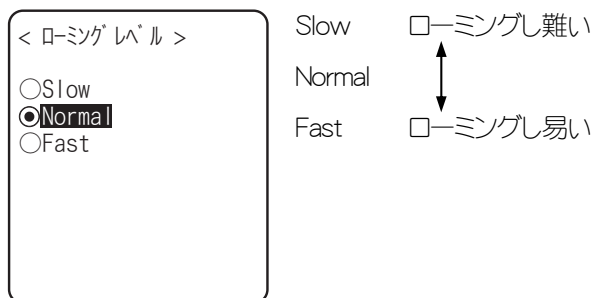 < ﾛｰﾐﾝｸﾞ ﾚﾍﾞﾙ >
○Slow
◉Normal
○Fast
Slow ローミングし難い
Normal
Fast ローミングし易い